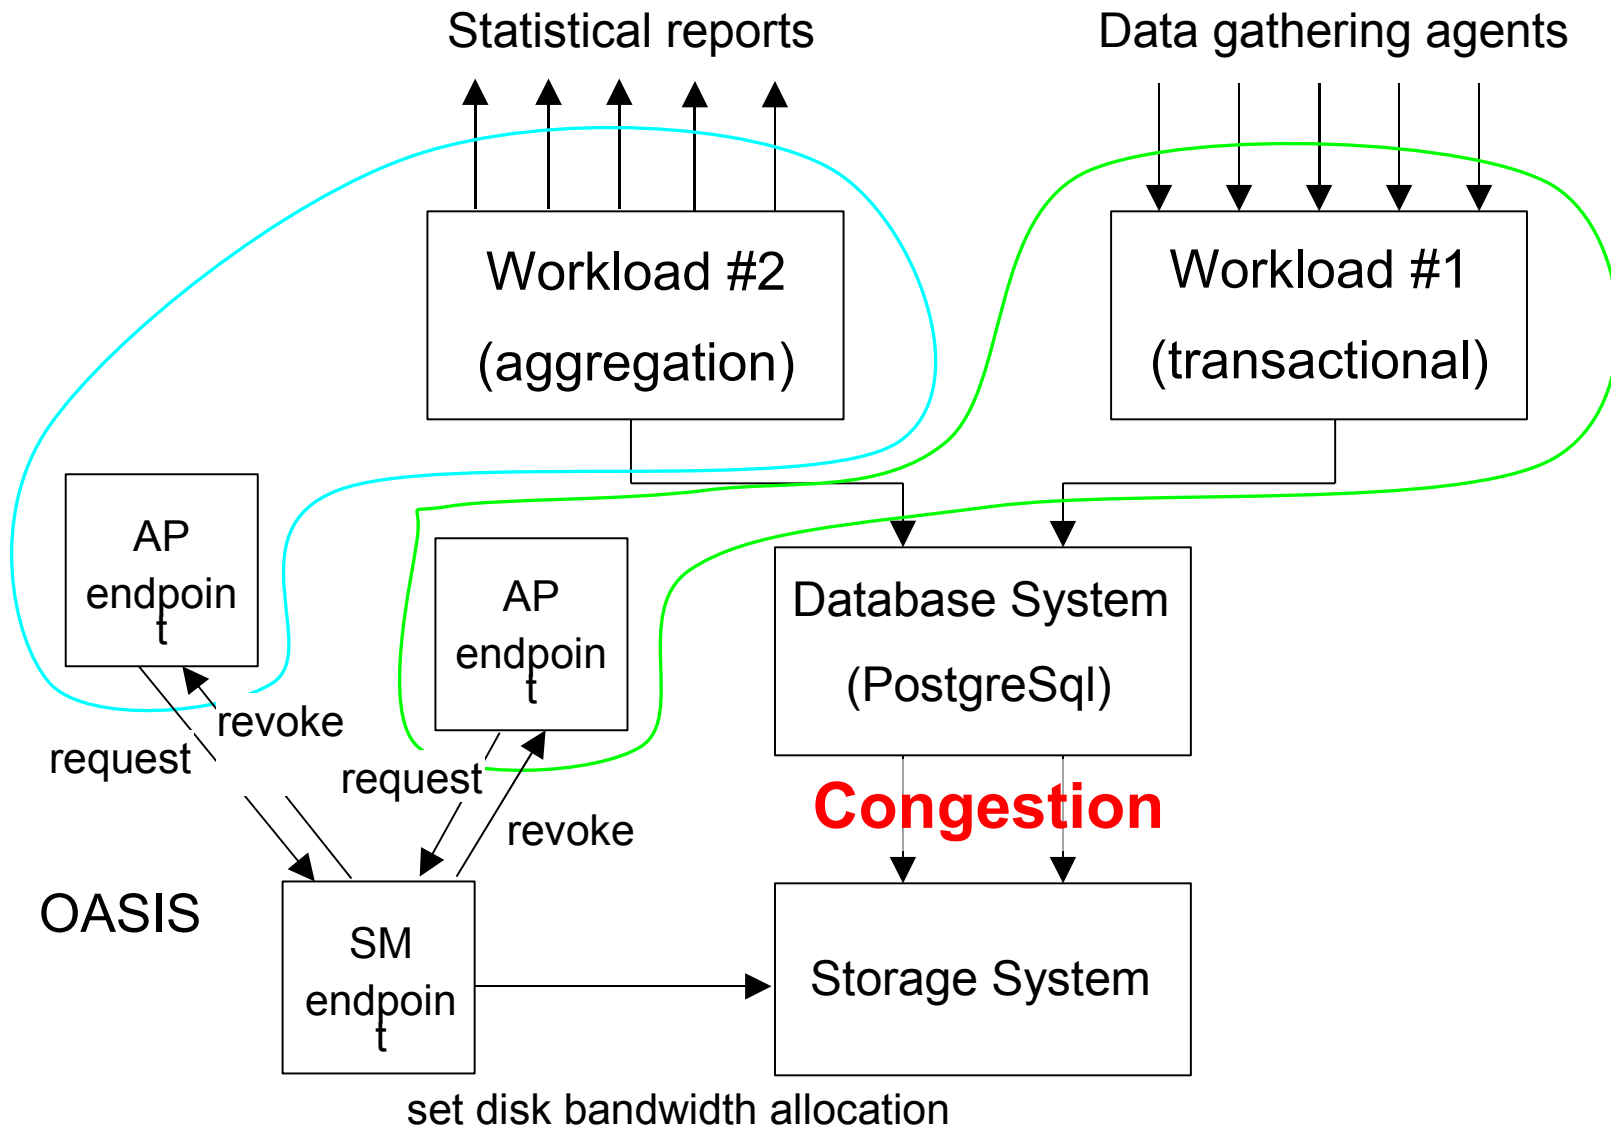 Statistical reports
Data gathering agents
Workload #2
(aggregation)
Workload #1
(transactional)
AP
endpoin
t
AP
endpoin
t
Database System
(PostgreSql)
revoke
request
request
revoke
Congestion
OASIS
SM
endpoin
t
Storage System
set disk bandwidth allocation